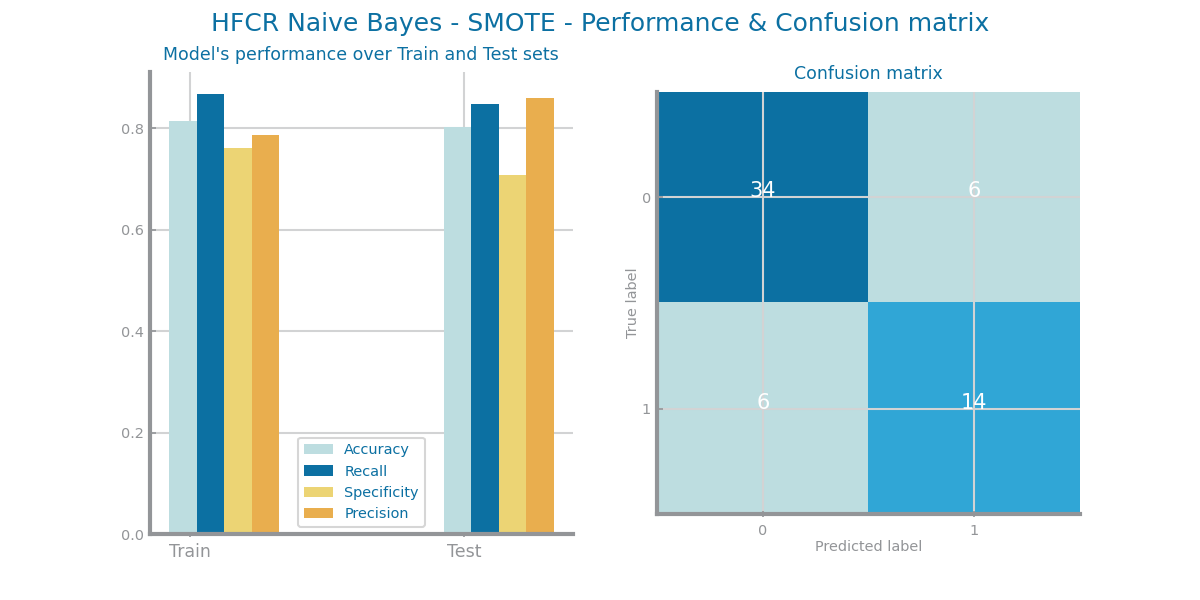 HFCR Naive Bayes - SMOTE - Performance & Confusion matrix
Model's performance over Train and Test sets
0.8
0.6
0.4
0.2
0.0
Train
Test
Accuracy
Recall
Specificity
Precision
Confusion matrix
True label
0
1
34
6
6
14
0
1
Predicted label